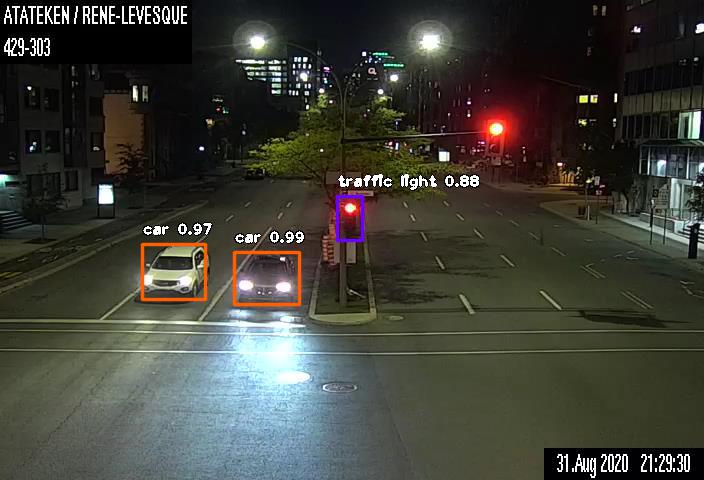 ATATEKEN / RENE-LEVESQUE
429-303
traffic light 0.88
car 0.97
car 0.99
31.Aug 2020 21:29:30